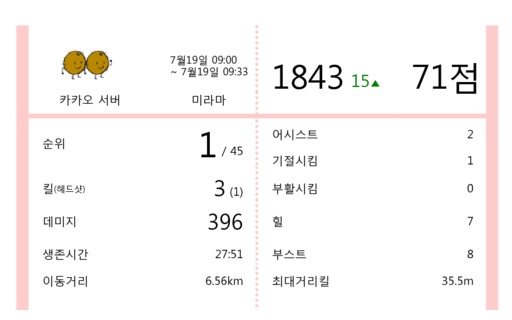 카카오 서버
7월19일 09:00
~ 7월19일 09:33
미라마
1843 15▲ 71점
순위 1 / 45
킬(헤드샷) 3 (1)
데미지 396
생존시간 27:51
이동거리 6.56km
어시스트 2
기절시킴 1
부활시킴 0
힐 7
부스트 8
최대거리킬 35.5m